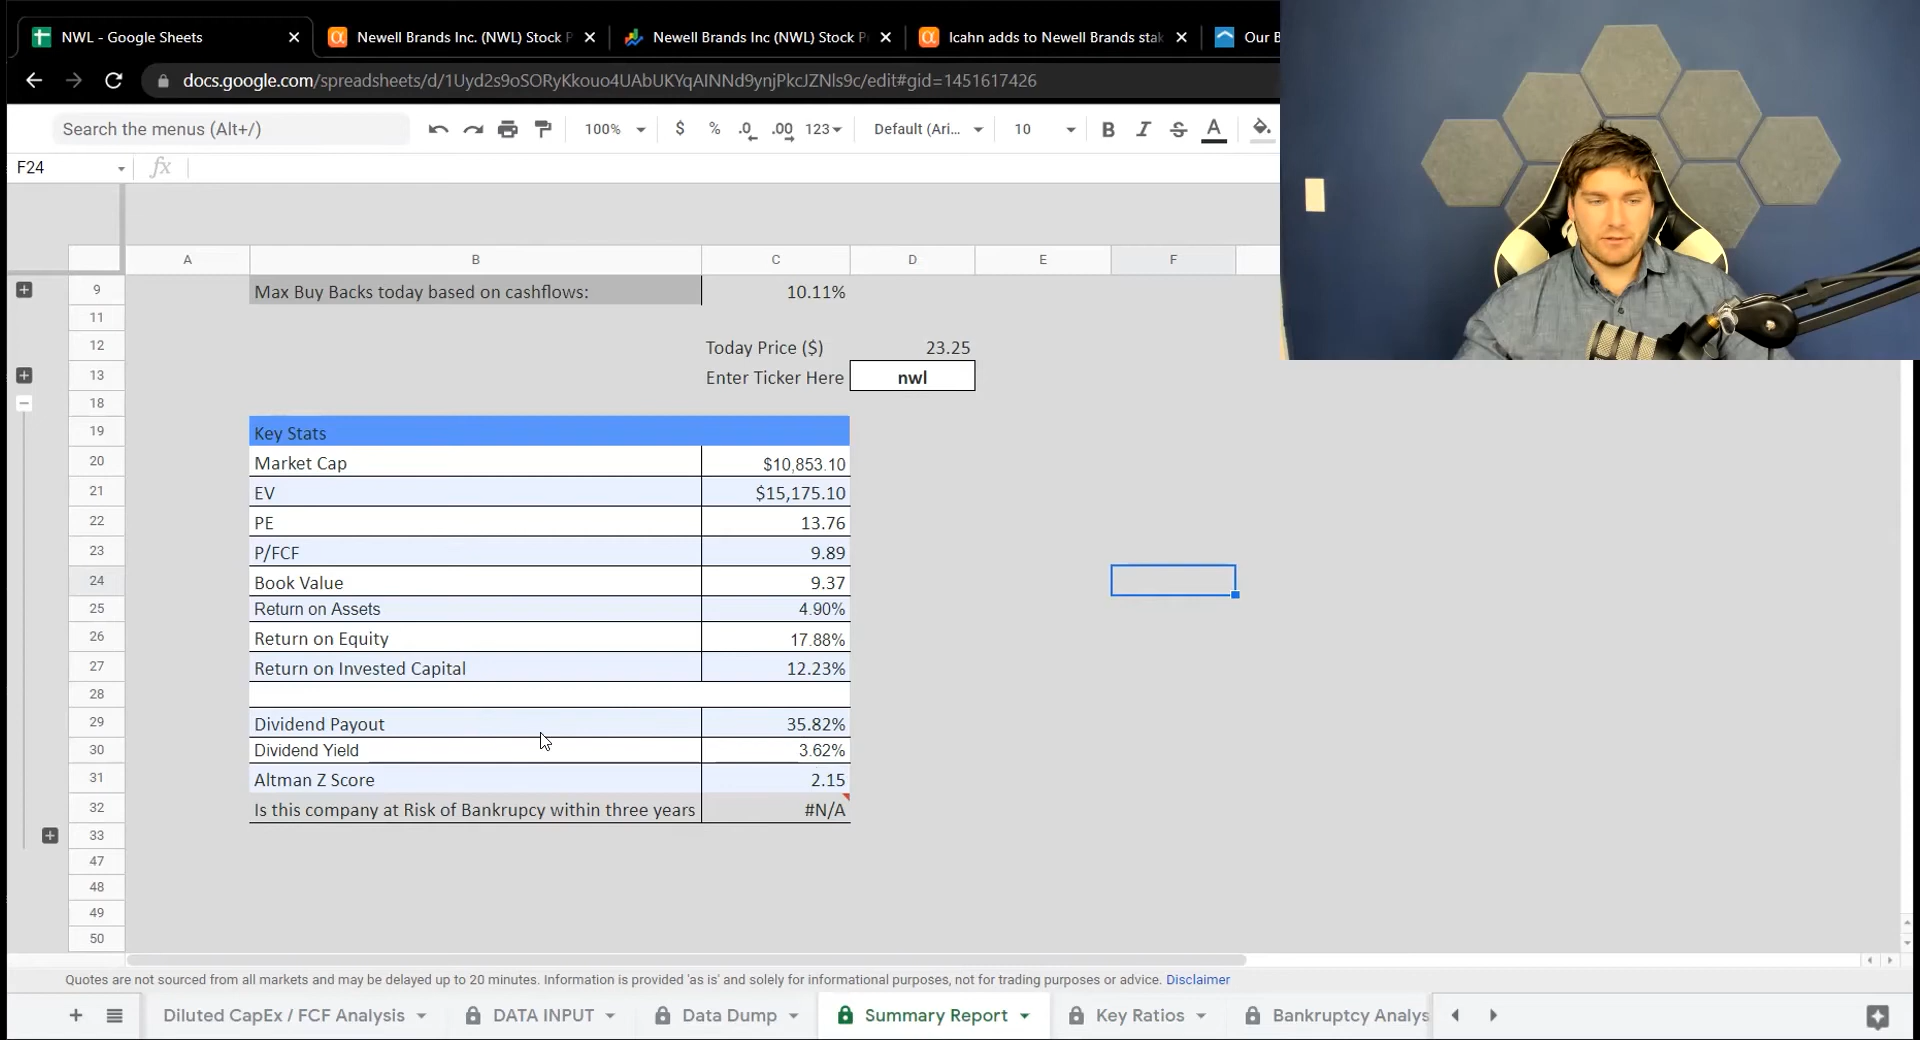 NWL - Google Sheets
Newell Brands Inc. (NWL) Stock P
Newell Brands Inc (NWL) Stock P
Icahn adds to Newell Brands stak
Our B
docs.google.com/spreadsheets/d/1Uyd2s9oSORyKkouo4UAbUKYqAINNd9ynjPkcJZNls9c/edit#gid=1451617426
Search the menus (Alt+/)
100%
$ % .0 .00 123
Default (Ari...
10
B I S A
F24
fx
A B C D E F
9 Max Buy Backs today based on cashflows: 10.11%
11
12 Today Price ($) 23.25
13 Enter Ticker Here nwl
18
19 Key Stats
20 Market Cap $10,853.10
21 EV $15,175.10
22 PE 13.76
23 P/FCF 9.89
24 Book Value 9.37
25 Return on Assets 4.90%
26 Return on Equity 17.88%
27 Return on Invested Capital 12.23%
28
29 Dividend Payout 35.82%
30 Dividend Yield 3.62%
31 Altman Z Score 2.15
32 Is this company at Risk of Bankrupcy within three years #N/A
33
47
48
49
50
Quotes are not sourced from all markets and may be delayed up to 20 minutes. Information is provided 'as is' and solely for informational purposes, not for trading purposes or advice. Disclaimer
Diluted CapEx / FCF Analysis
DATA INPUT
Data Dump
Summary Report
Key Ratios
Bankruptcy Analys